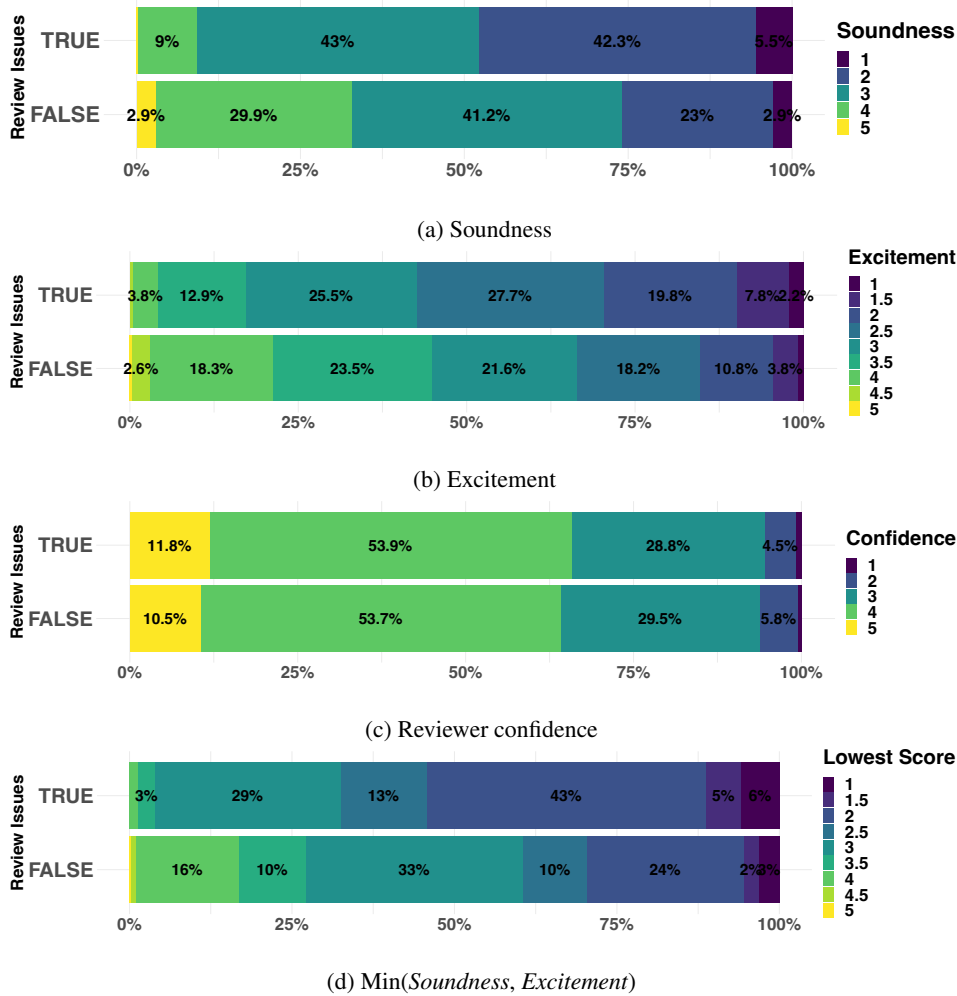 Review Issues
TRUE 9% 43% 42.3% 5.5%
FALSE 2.9% 29.9% 41.2% 23% 2.9%
0% 25% 50% 75% 100%
Soundness
1
2
3
4
5
(a) Soundness
Review Issues
TRUE 3.8% 12.9% 25.5% 27.7% 19.8% 7.8% 2.2%
FALSE 2.6% 18.3% 23.5% 21.6% 18.2% 10.8% 3.8%
0% 25% 50% 75% 100%
Excitement
1
1.5
2
2.5
3
3.5
4
4.5
5
(b) Excitement
Review Issues
TRUE 11.8% 53.9% 28.8% 4.5%
FALSE 10.5% 53.7% 29.5% 5.8%
0% 25% 50% 75% 100%
Confidence
1
2
3
4
5
(c) Reviewer confidence
Review Issues
TRUE 3% 29% 13% 43% 5% 6%
FALSE 16% 10% 33% 10% 24% 2% 3%
0% 25% 50% 75% 100%
Lowest Score
1
1.5
2
2.5
3
3.5
4
4.5
5
(d) Min(Soundness, Excitement)